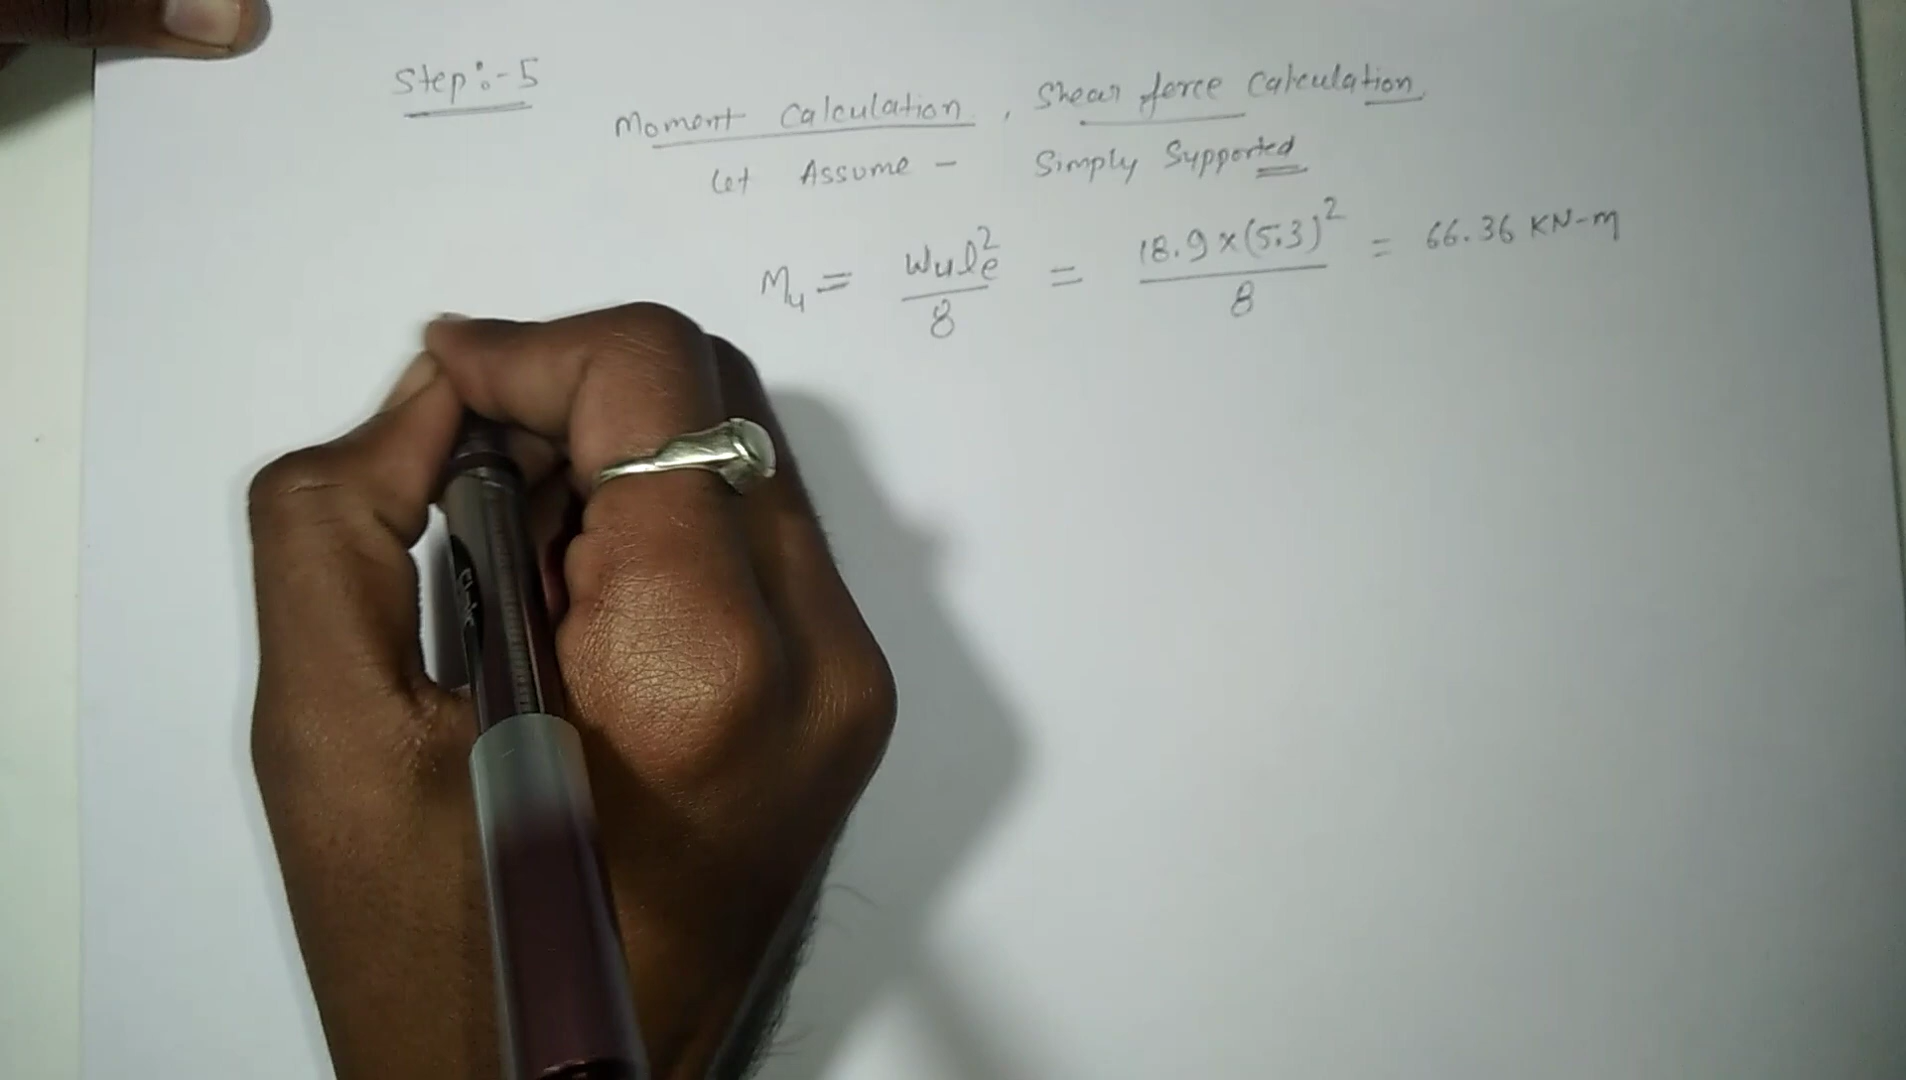 Step:-5
Moment Calculation, Shear force Calculation
Let Assume - Simply Supported
Mu = Wule²/8 = 18.9×(5.3)²/8 = 66.36 KN-m